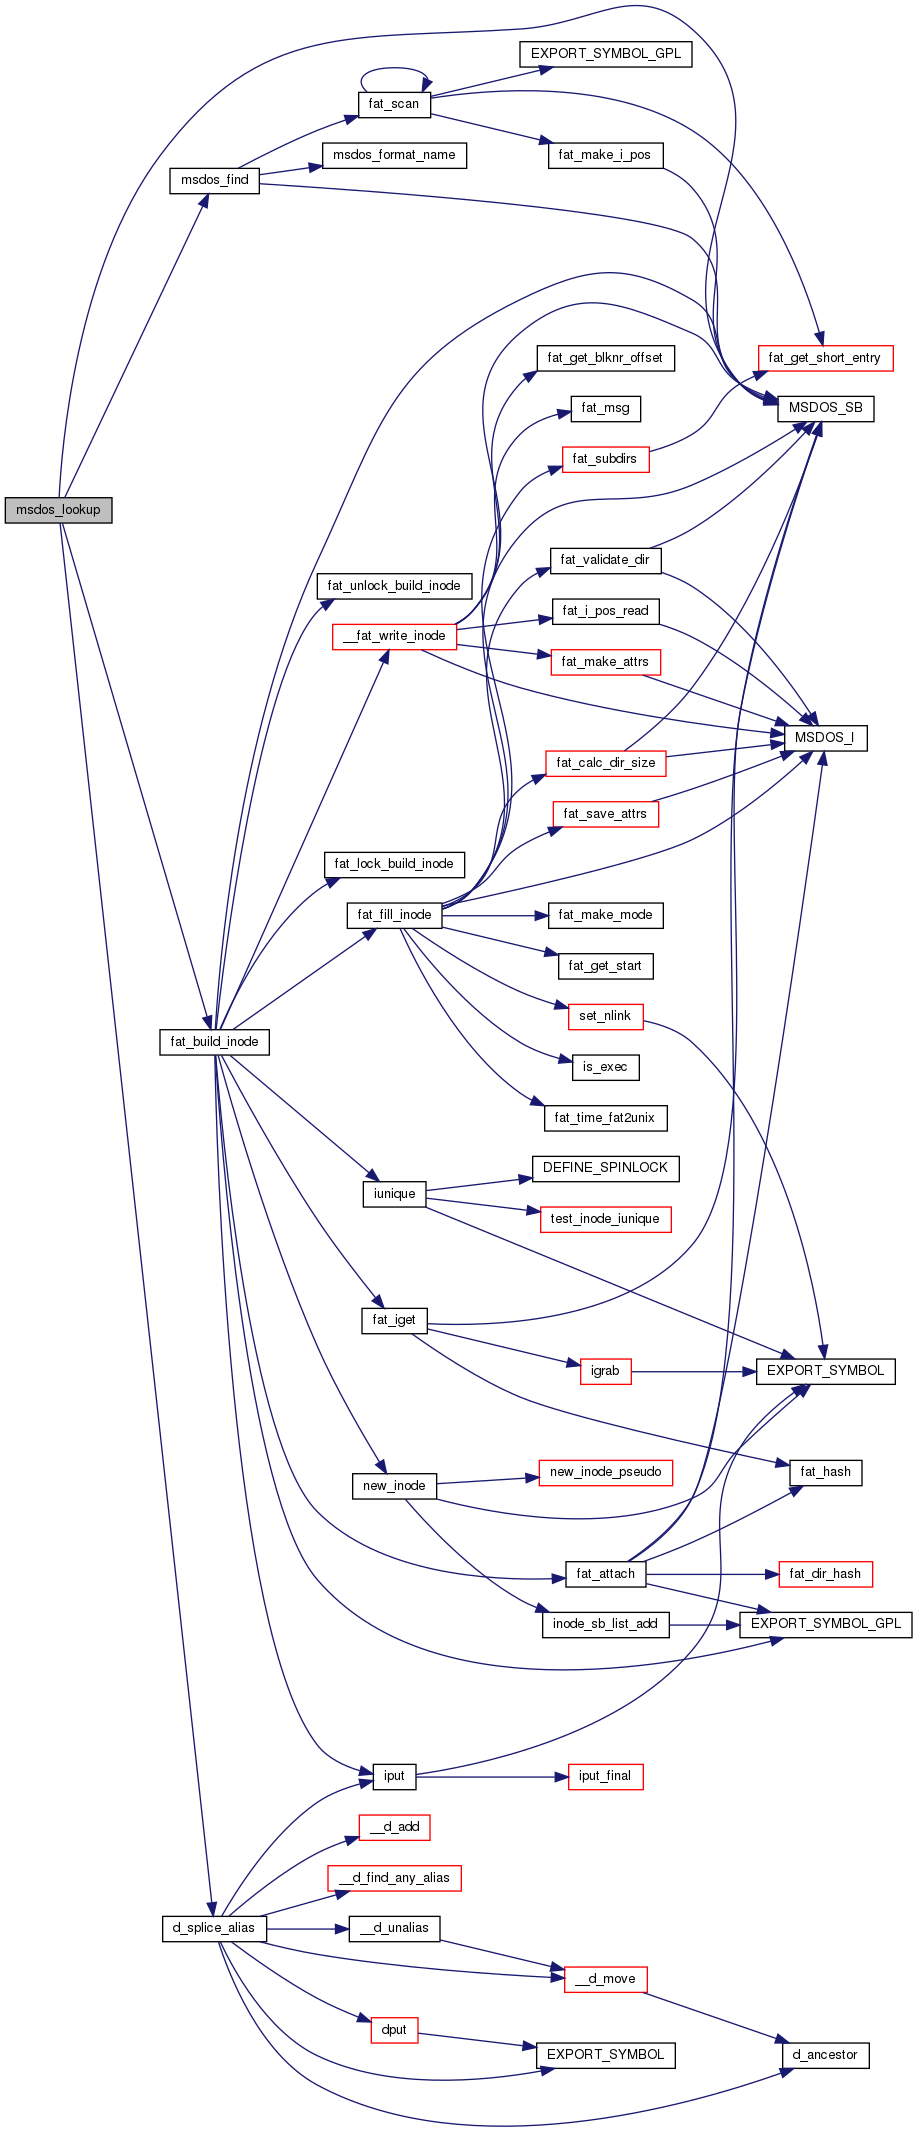 EXPORT_SYMBOL_GPL
fat_scan
msdos_format_name
fat_make_i_pos
msdos_find
fat_get_blknr_offset
fat_get_short_entry
fat_msg
MSDOS_SB
fat_subdirs
msdos_lookup
fat_validate_dir
fat_unlock_build_inode
fat_i_pos_read
__fat_write_inode
fat_make_attrs
MSDOS_I
fat_calc_dir_size
fat_save_attrs
fat_lock_build_inode
fat_fill_inode
fat_make_mode
fat_get_start
set_nlink
fat_build_inode
is_exec
fat_time_fat2unix
DEFINE_SPINLOCK
iunique
test_inode_iunique
fat_iget
igrab
EXPORT_SYMBOL
new_inode
new_inode_pseudo
fat_hash
fat_attach
fat_dir_hash
inode_sb_list_add
EXPORT_SYMBOL_GPL
iput
iput_final
__d_add
__d_find_any_alias
d_splice_alias
__d_unalias
__d_move
dput
EXPORT_SYMBOL
d_ancestor